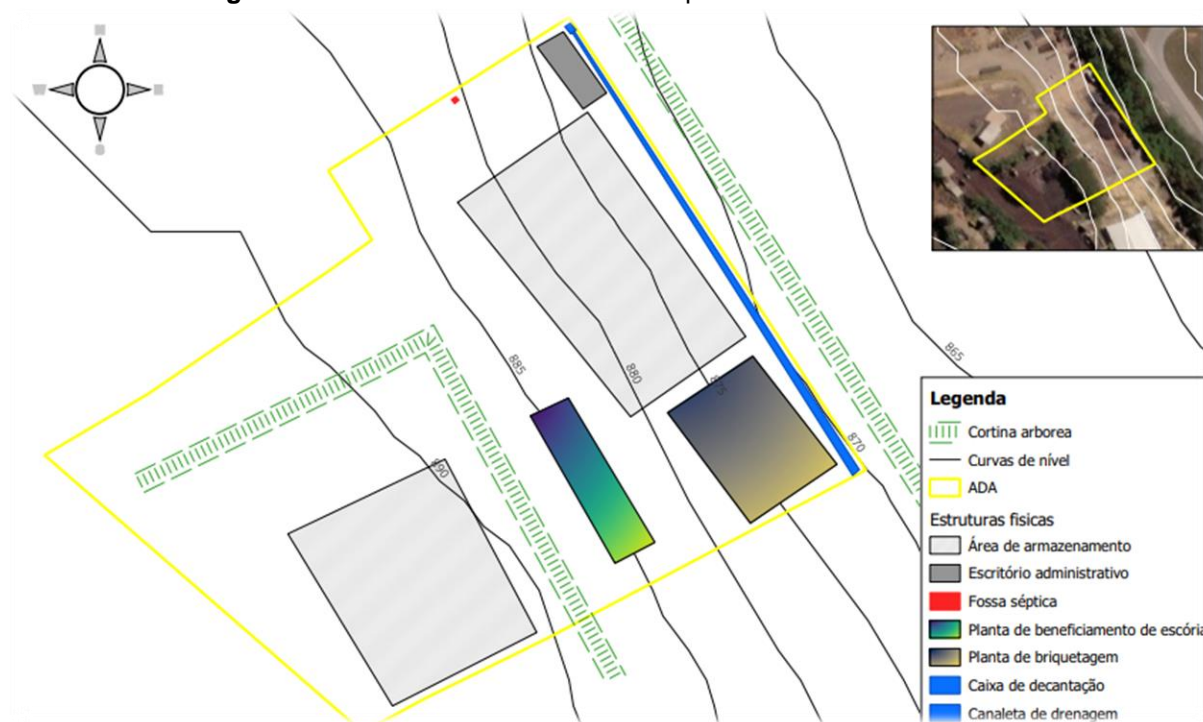 885
880
875
870
865
890
Legenda
Cortina arborea
Curvas de nível
ADA
Estruturas fisicas
Área de armazenamento
Escritório administrativo
Fossa séptica
Planta de beneficiamento de escória
Planta de briquetagem
Caixa de decantação
Canaleta de drenagem